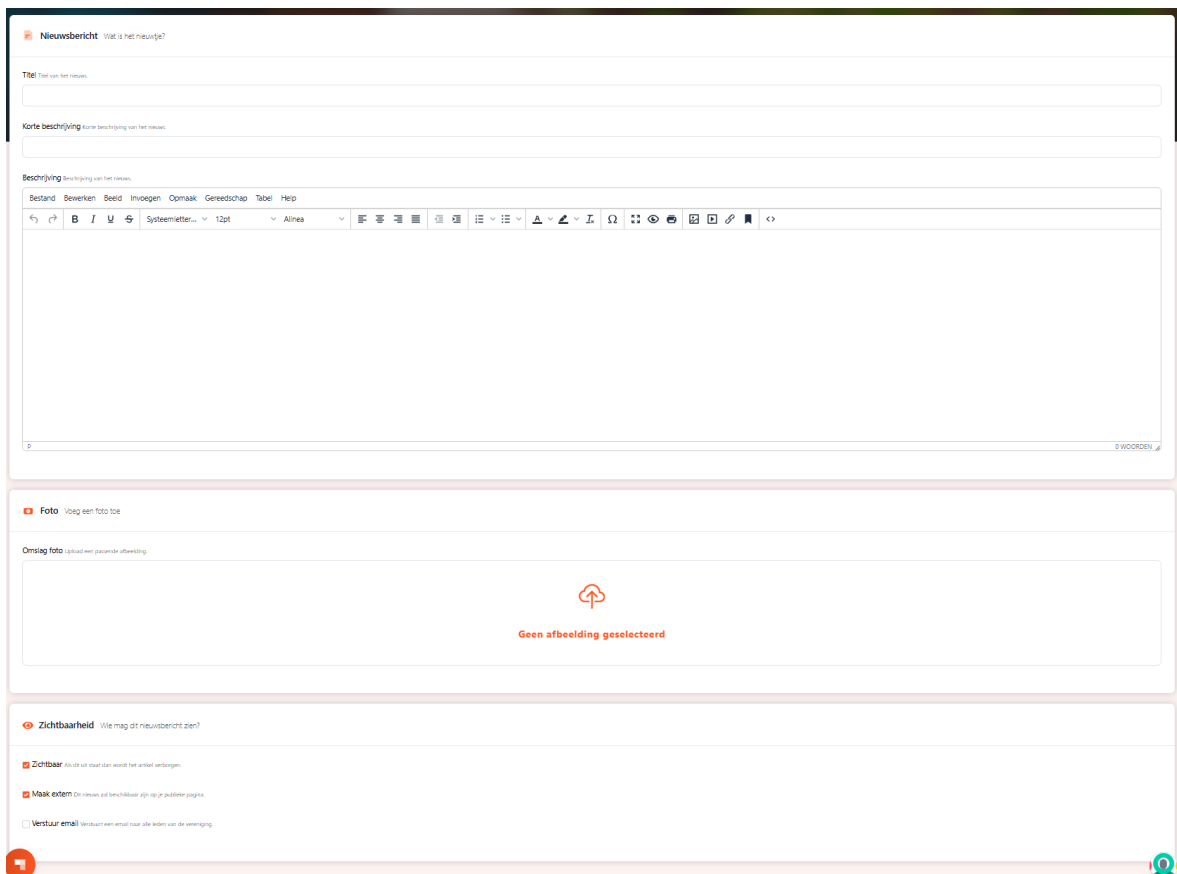 Nieuwsbericht Wat is het nieuwtje?
Titel Titel van het nieuws.
Korte beschrijving Korte beschrijving van het nieuws.
Beschrijving Beschrijving van het nieuws.
Bestand Bewerken Beeld Invoegen Opmaak Gereedschap Tabel Help
B I U S Systeemletter... 12pt Alinea A Ω <>
P 0 WOORDEN
Foto Voeg een foto toe
Omslag foto Upload een passende afbeelding.
Geen afbeelding geselecteerd
Zichtbaarheid Wie mag dit nieuwsbericht zien?
Zichtbaar Als dit uit staat dan wordt het artikel verborgen.
Maak extern Dit nieuws zal beschikbaar zijn op je publieke pagina.
Verstuur email Verstuurt een email naar alle leden van de vereniging.